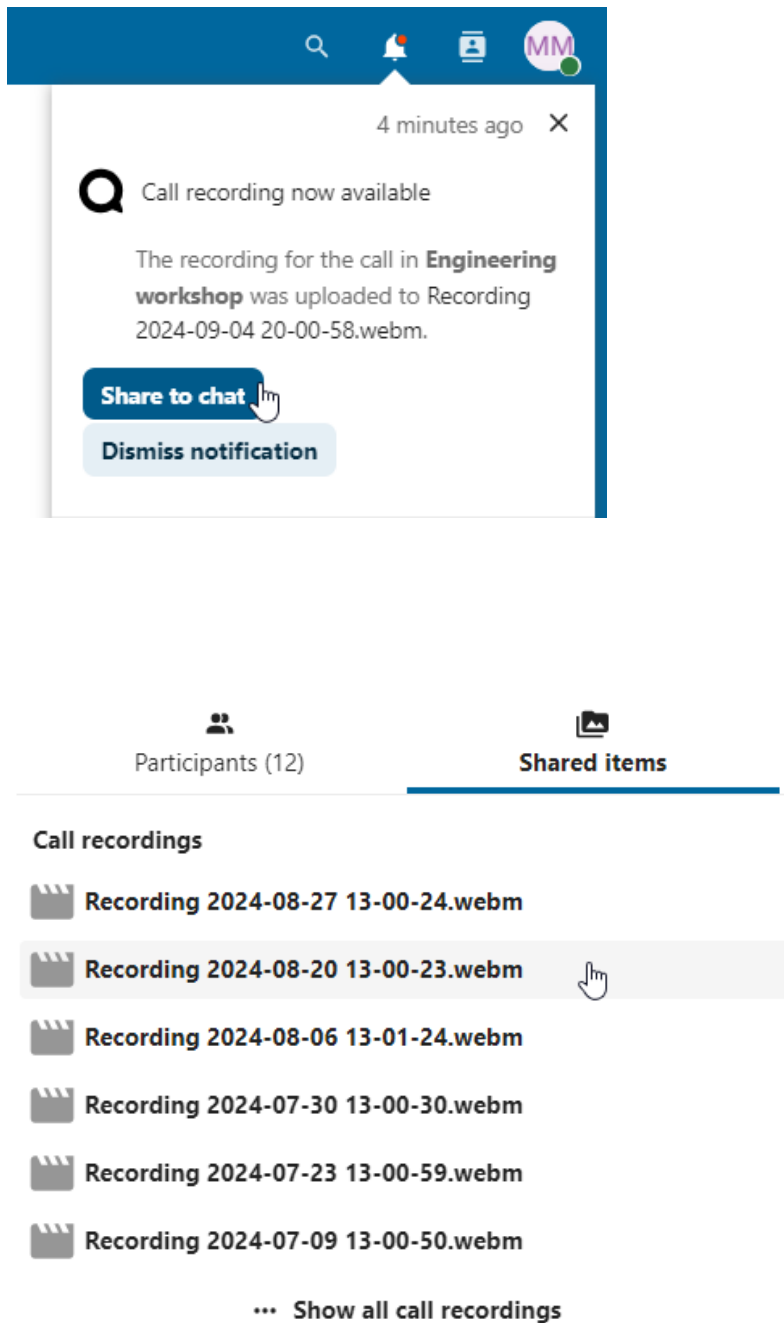 MM
4 minutes ago
Call recording now available
The recording for the call in Engineering
workshop was uploaded to Recording
2024-09-04 20-00-58.webm.
Share to chat
Dismiss notification
Participants (12)
Shared items
Call recordings
Recording 2024-08-27 13-00-24.webm
Recording 2024-08-20 13-00-23.webm
Recording 2024-08-06 13-01-24.webm
Recording 2024-07-30 13-00-30.webm
Recording 2024-07-23 13-00-59.webm
Recording 2024-07-09 13-00-50.webm
... Show all call recordings